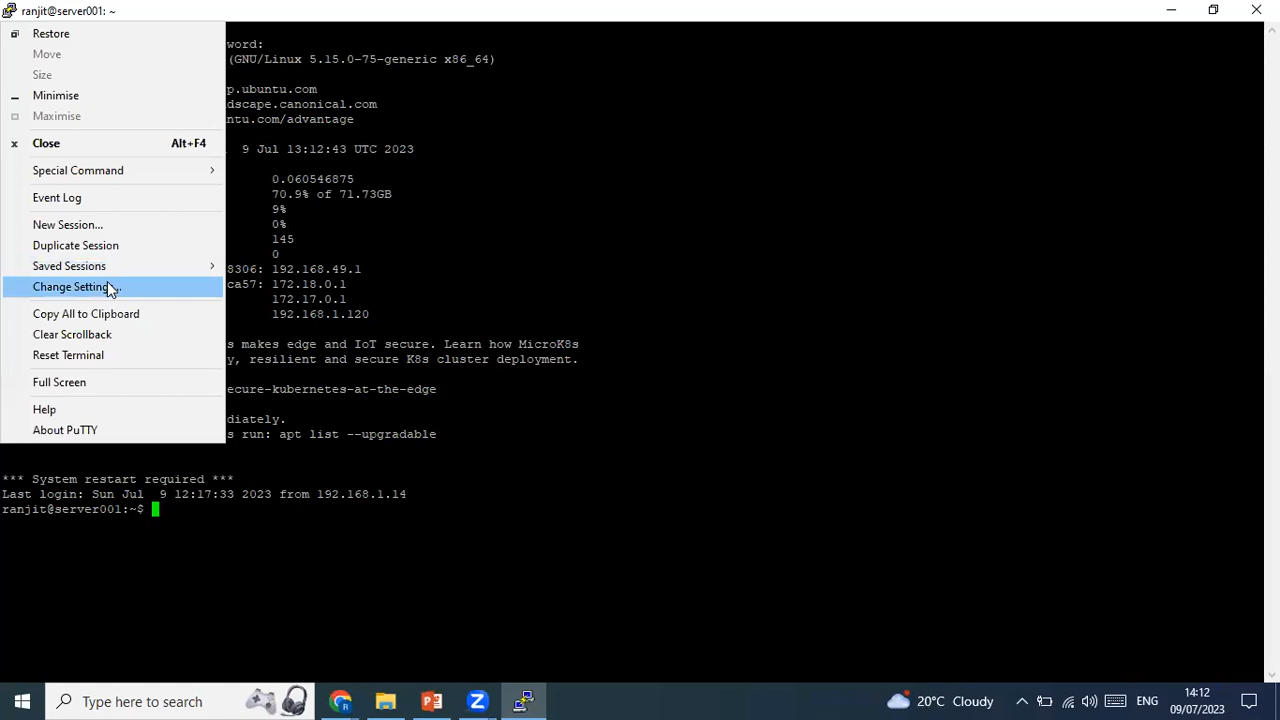 ranjit@server001: ~
Restore
Move
Size
Minimise
Maximise
Close Alt+F4
Special Command
Event Log
New Session...
Duplicate Session
Saved Sessions
Change Setting...
Copy All to Clipboard
Clear Scrollback
Reset Terminal
Full Screen
Help
About PuTTY
word:
(GNU/Linux 5.15.0-75-generic x86_64)
p.ubuntu.com
dscape.canonical.com
ntu.com/advantage
9 Jul 13:12:43 UTC 2023
0.060546875
70.9% of 71.73GB
9%
0%
145
0
8306: 192.168.49.1
ca57: 172.18.0.1
172.17.0.1
192.168.1.120
s makes edge and IoT secure. Learn how MicroK8s
y, resilient and secure K8s cluster deployment.
ecure-kubernetes-at-the-edge
diately.
s run: apt list --upgradable
*** System restart required ***
Last login: Sun Jul  9 12:17:33 2023 from 192.168.1.14
ranjit@server001:~$
Type here to search
20°C Cloudy
ENG
14:12
09/07/2023